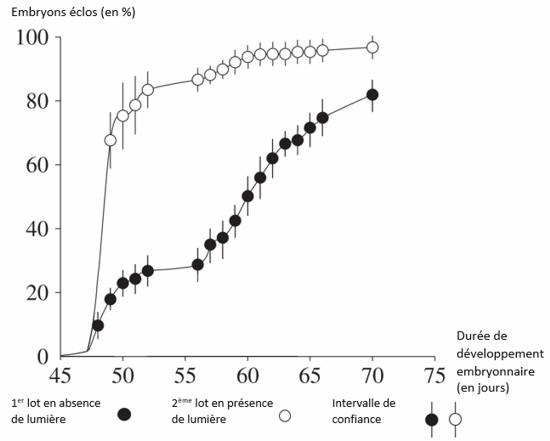 Embryons éclos (en %)
100
80
60
40
20
0
45 50 55 60 65 70 75
Durée de
développement
embryonnaire
(en jours)
1er lot en absence
de lumière
2ème lot en présence
de lumière
Intervalle de
confiance